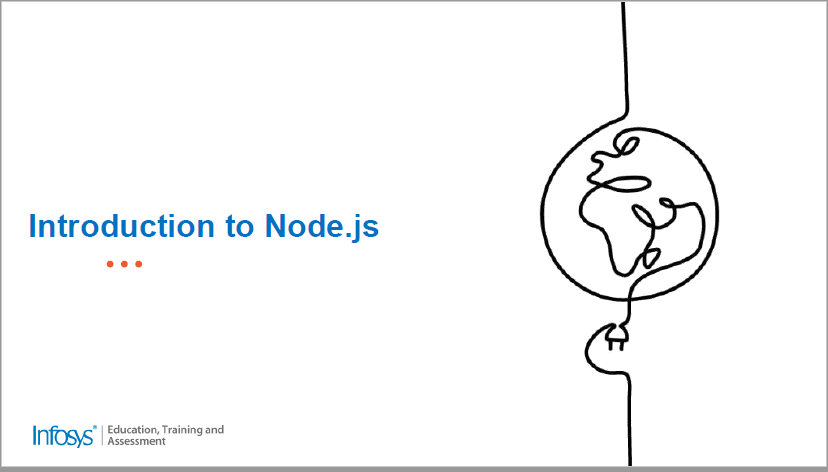 Introduction to Node.js
Infosys® | Education, Training and
Assessment